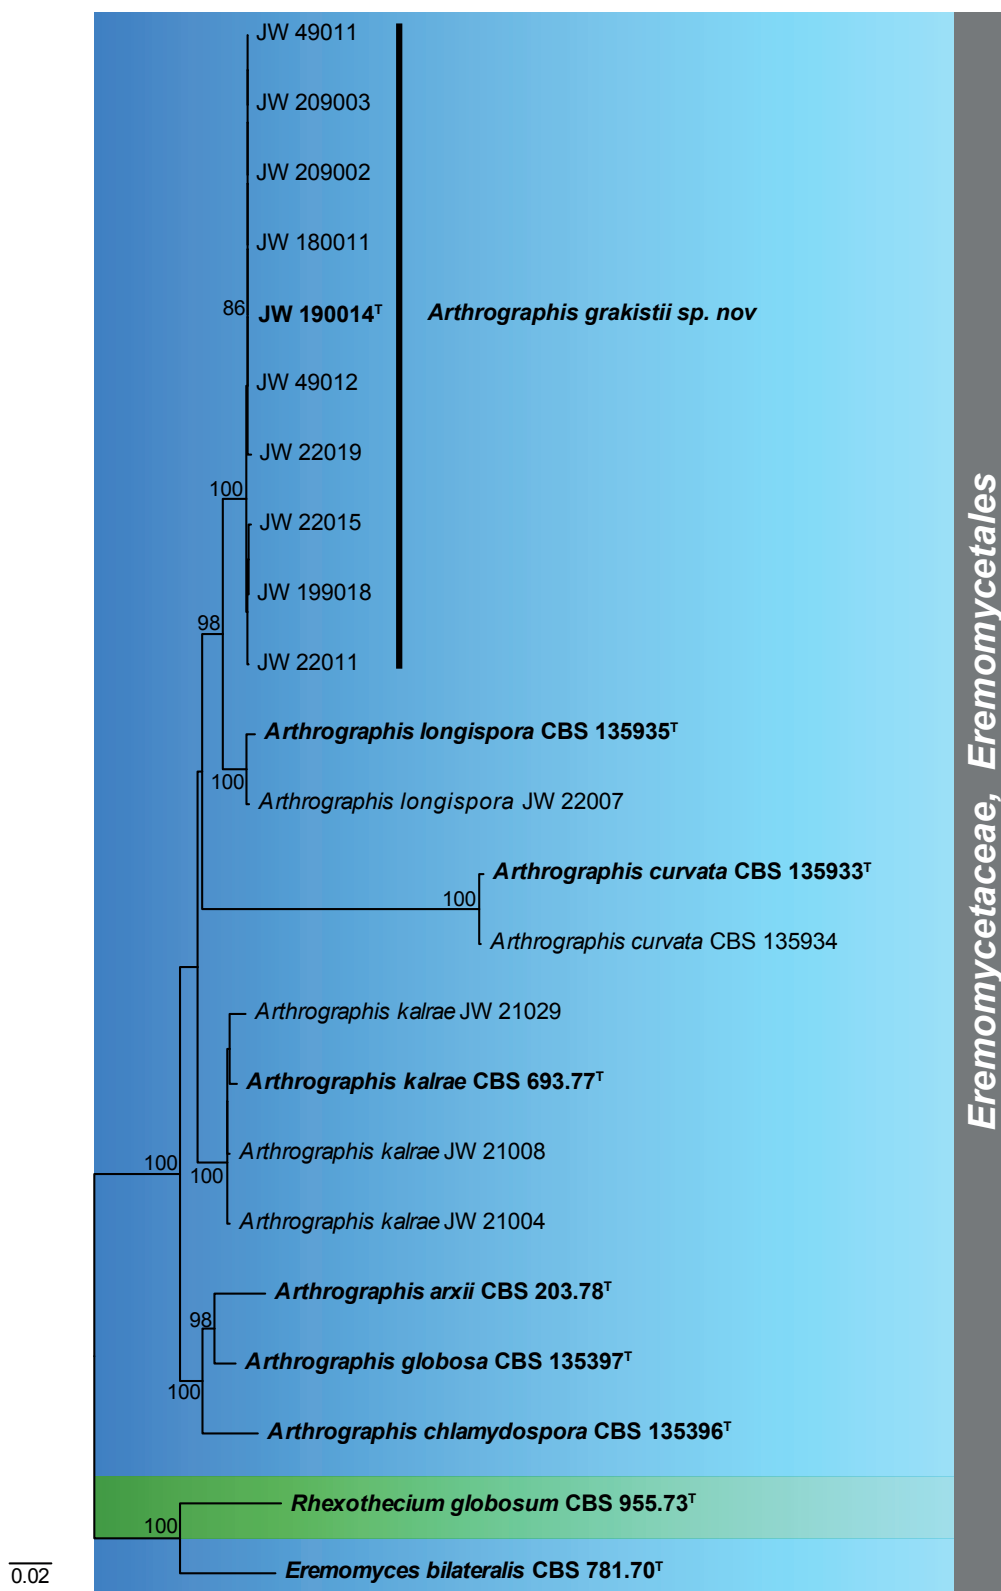 JW 49011
JW 209003
JW 209002
JW 180011
86
JW 190014ᵀ
Arthrographis grakistii sp. nov
JW 49012
JW 22019
100
JW 22015
JW 199018
98
JW 22011
Arthrographis longispora CBS 135935ᵀ
100
Arthrographis longispora JW 22007
Arthrographis curvata CBS 135933ᵀ
100
Arthrographis curvata CBS 135934
Arthrographis kalrae JW 21029
Arthrographis kalrae CBS 693.77ᵀ
Arthrographis kalrae JW 21008
100
100
Arthrographis kalrae JW 21004
Arthrographis arxii CBS 203.78ᵀ
98
Arthrographis globosa CBS 135397ᵀ
100
Arthrographis chlamydospora CBS 135396ᵀ
Rhexothecium globosum CBS 955.73ᵀ
100
Eremomyces bilateralis CBS 781.70ᵀ
0.02
Eremomycetaceae, Eremomycetales